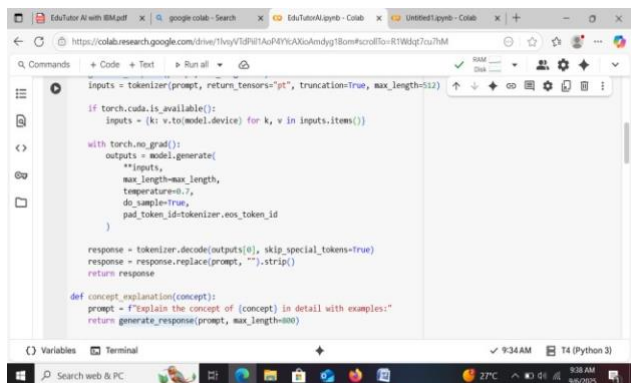 EduTutor AI with IBM.pdf
google colab - Search
EduTutorAI.ipynb - Colab
Untitled1.ipynb - Colab
https://colab.research.google.com/drive/
Commands + Code + Text Run all
RAM
Disk
inputs = tokenizer(prompt, return_tensors="pt", truncation=True, max_length=512)
if torch.cuda.is_available():
inputs = {k: v.to(model.device) for k, v in inputs.items()}
with torch.no_grad():
outputs = model.generate(
**inputs,
max_length=max_length,
temperature=0.7,
do_sample=True,
pad_token_id=tokenizer.eos_token_id
)
response = tokenizer.decode(outputs[0], skip_special_tokens=True)
response = response.replace(prompt, "").strip()
return response
def concept_explanation(concept):
prompt = f"Explain the concept of {concept} in detail with examples:"
return generate_response(prompt, max_length=800)
{} Variables Terminal
9:34 AM T4 (Python 3)
Search web & PC
27°C
9:38 AM
9/6/2025